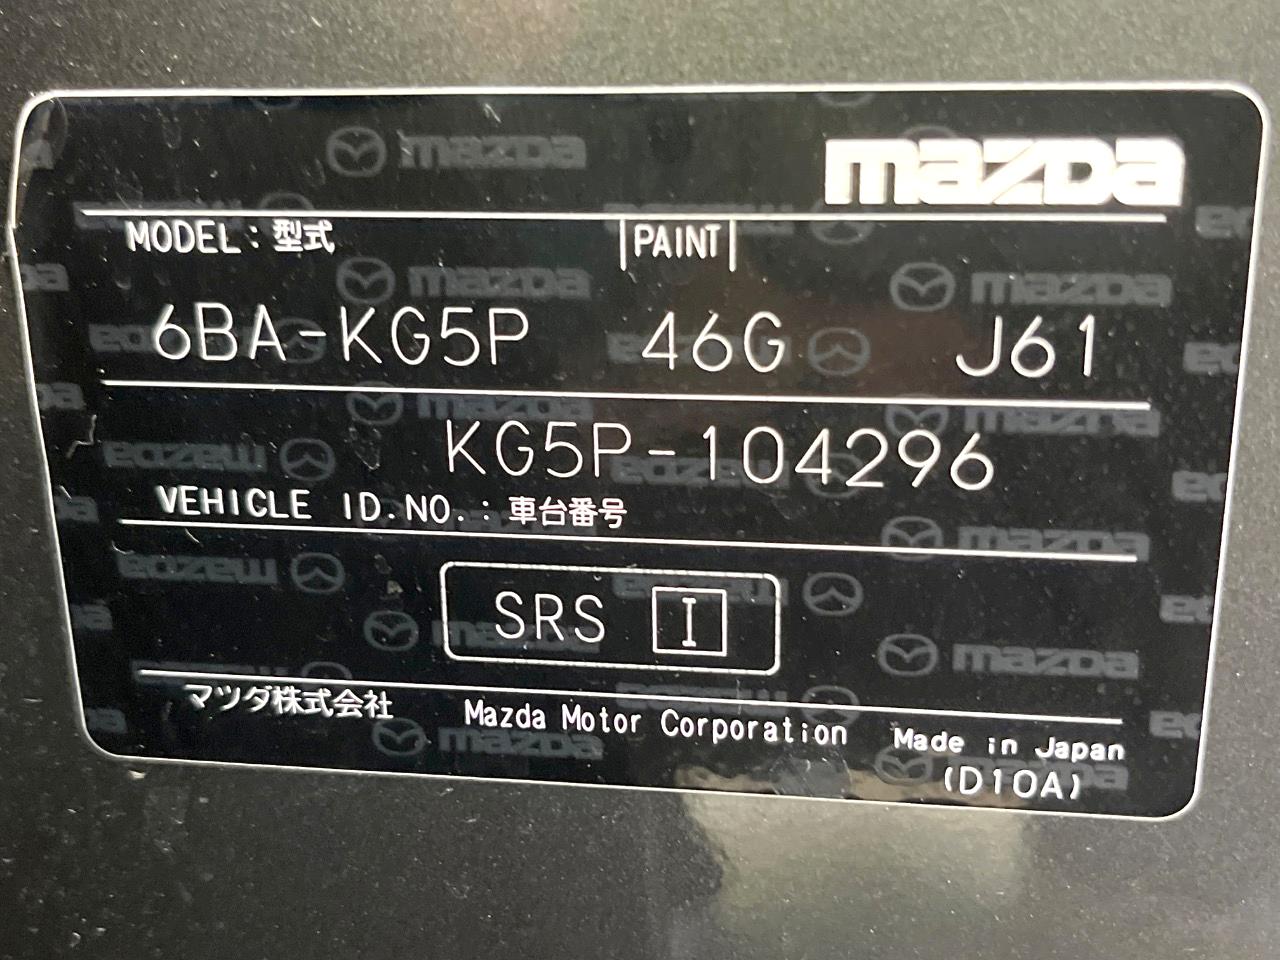 mazda
MODEL：型式 PAINT
6BA-KG5P 46G J61
KG5P-104296
VEHICLE ID.NO.：車台番号
SRS I
マツダ株式会社 Mazda Motor Corporation Made in Japan
(D10A)